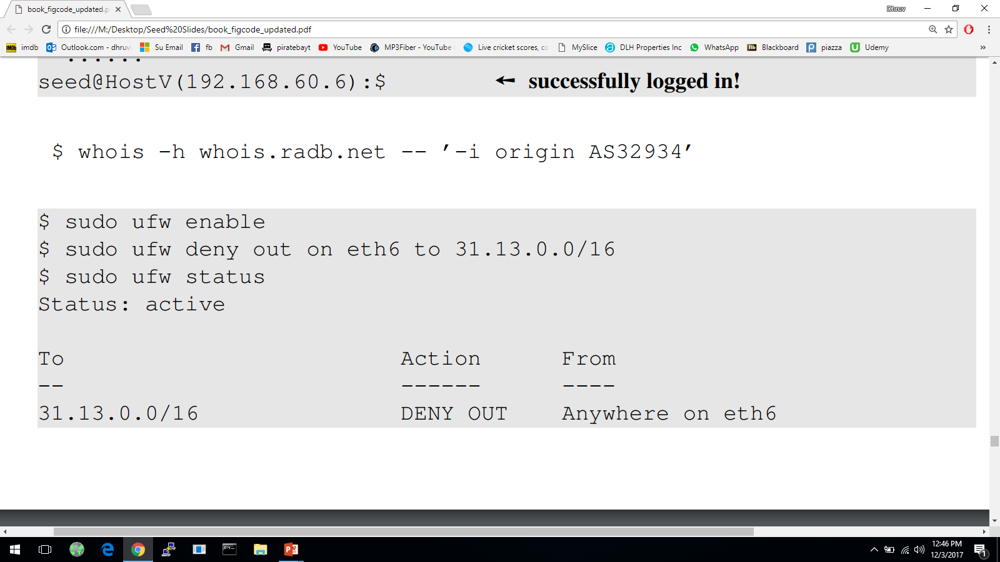 book_figcode_updated.p
Dhruv
file:///M:/Desktop/Seed%20Slides/book_figcode_updated.pdf
imdb Outlook.com - dhruv Su Email fb Gmail piratebayt YouTube MP3Fiber - YouTube Live cricket scores, co MySlice DLH Properties Inc WhatsApp Blackboard piazza Udemy »
......
seed@HostV(192.168.60.6):$ ← successfully logged in!
$ whois -h whois.radb.net -- ’-i origin AS32934’
$ sudo ufw enable
$ sudo ufw deny out on eth6 to 31.13.0.0/16
$ sudo ufw status
Status: active
To Action From
-- ------ ----
31.13.0.0/16 DENY OUT Anywhere on eth6
12:46 PM
12/3/2017
1